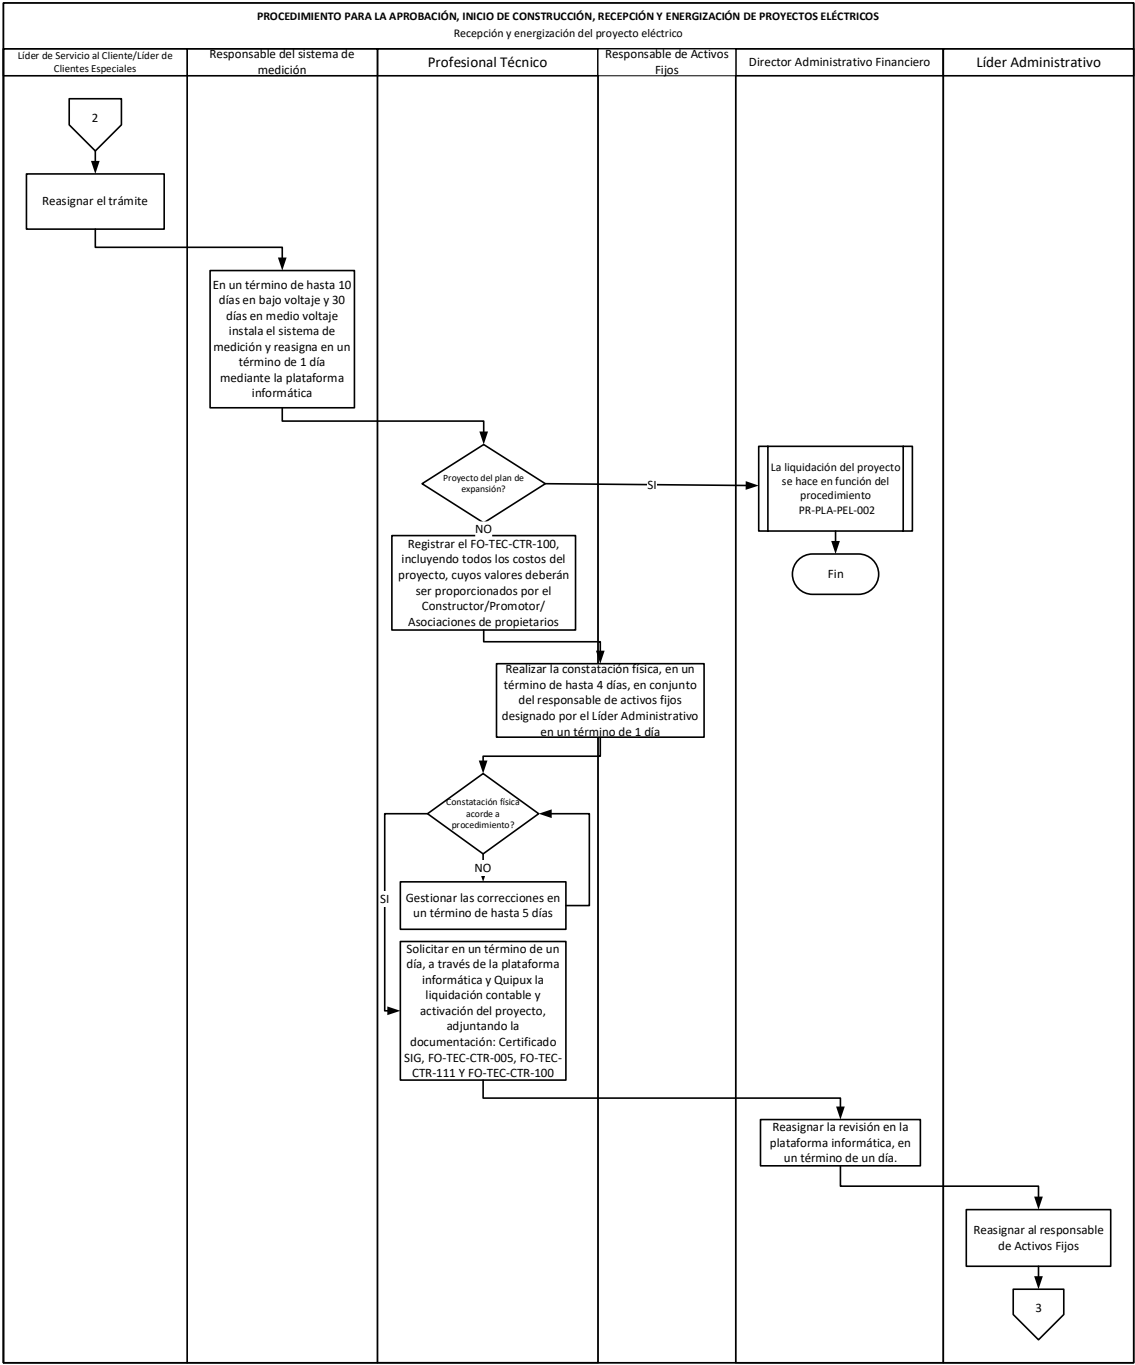 PROCEDIMIENTO PARA LA APROBACIÓN, INICIO DE CONSTRUCCIÓN, RECEPCIÓN Y ENERGIZACIÓN DE PROYECTOS ELÉCTRICOS
Recepción y energización del proyecto eléctrico
Líder de Servicio al Cliente/Líder de
Clientes Especiales
Responsable del sistema de
medición
Profesional Técnico
Responsable de Activos
Fijos
Director Administrativo Financiero
Líder Administrativo
2
Reasignar el trámite
En un término de hasta 10
días en bajo voltaje y 30
días en medio voltaje
instala el sistema de
medición y reasigna en un
término de 1 día
mediante la plataforma
informática
Proyecto del plan de
expansión?
SI
La liquidación del proyecto
se hace en función del
procedimiento
PR-PLA-PEL-002
Fin
NO
Registrar el FO-TEC-CTR-100,
incluyendo todos los costos del
proyecto, cuyos valores deberán
ser proporcionados por el
Constructor/Promotor/
Asociaciones de propietarios
Realizar la constatación física, en un
término de hasta 4 días, en conjunto
del responsable de activos fijos
designado por el Líder Administrativo
en un término de 1 día
Constatación física
acorde a
procedimiento?
NO
SI
Gestionar las correcciones en
un término de hasta 5 días
Solicitar en un término de un
día, a través de la plataforma
informática y Quipux la
liquidación contable y
activación del proyecto,
adjuntando la
documentación: Certificado
SIG, FO-TEC-CTR-005, FO-TEC-
CTR-111 Y FO-TEC-CTR-100
Reasignar la revisión en la
plataforma informática, en
un término de un día.
Reasignar al responsable
de Activos Fijos
3